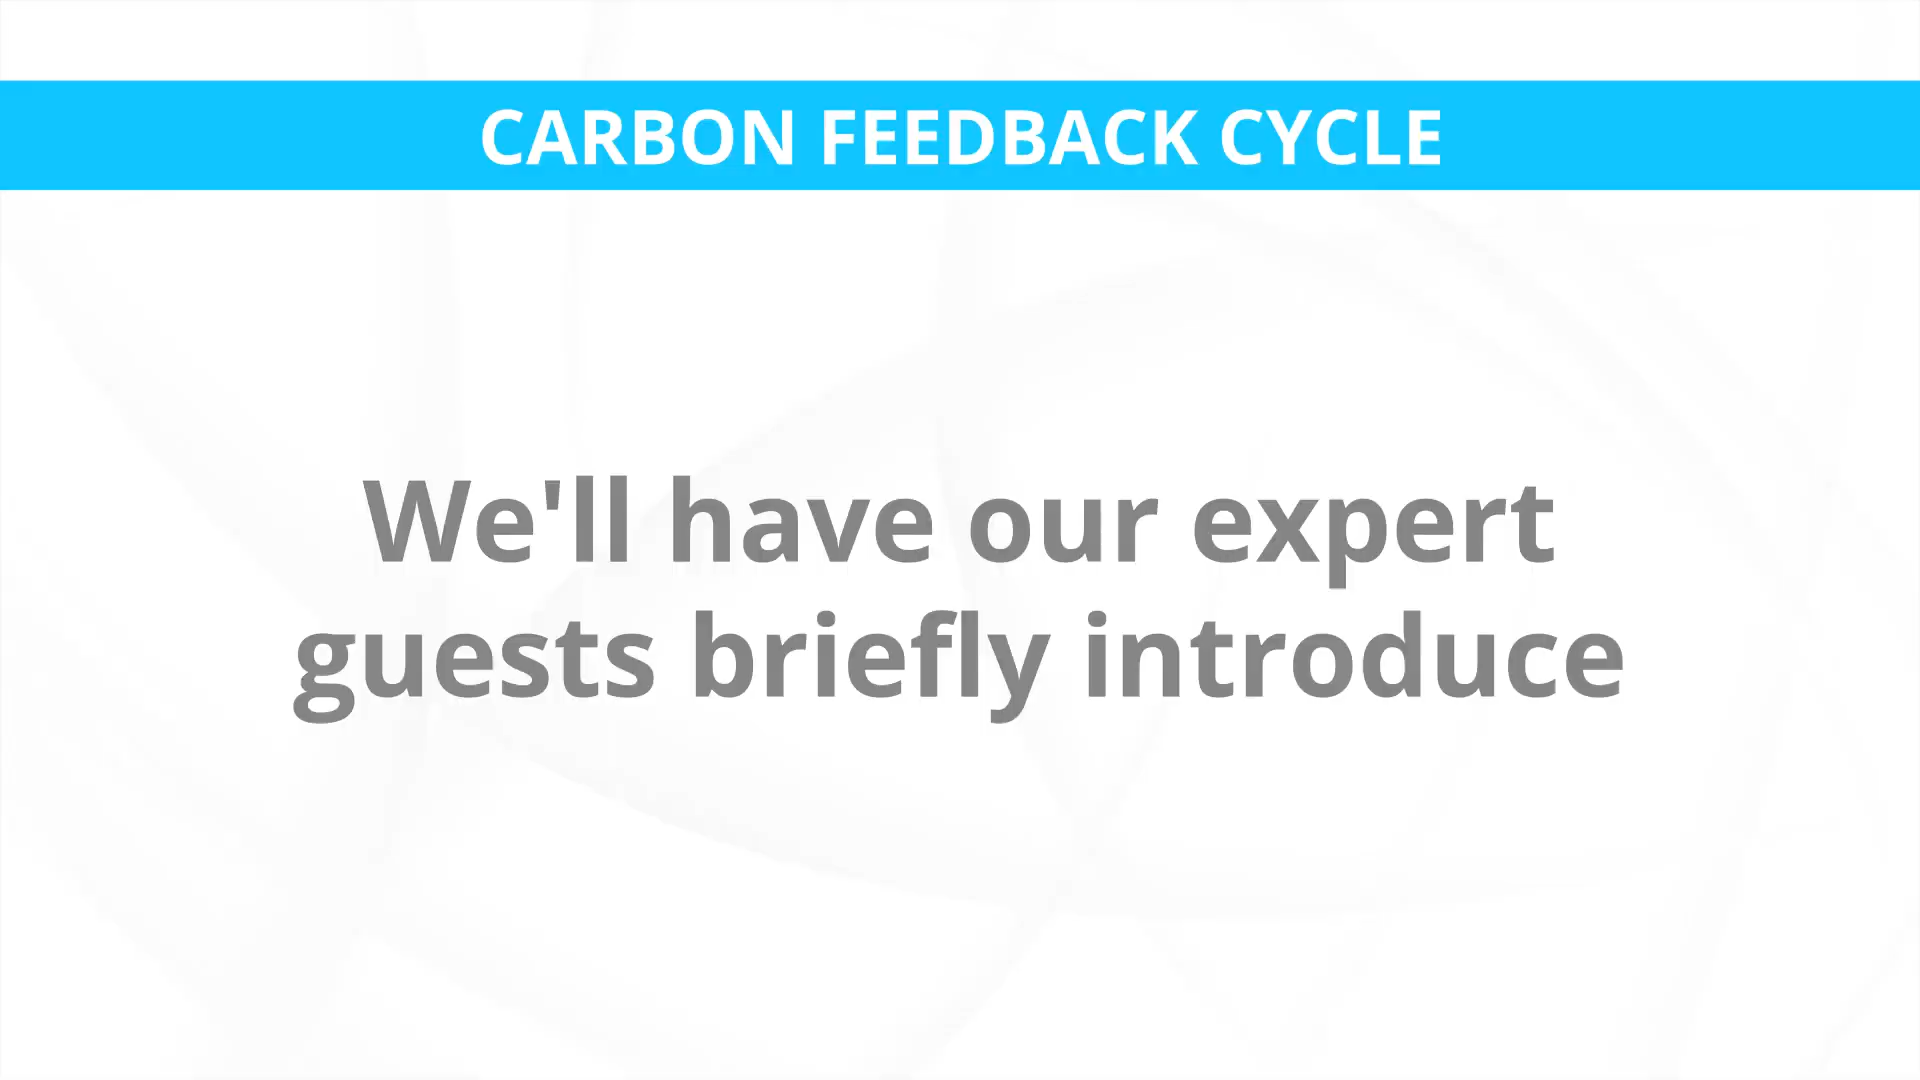 CARBON FEEDBACK CYCLE
We'll have our expert
guests briefly introduce